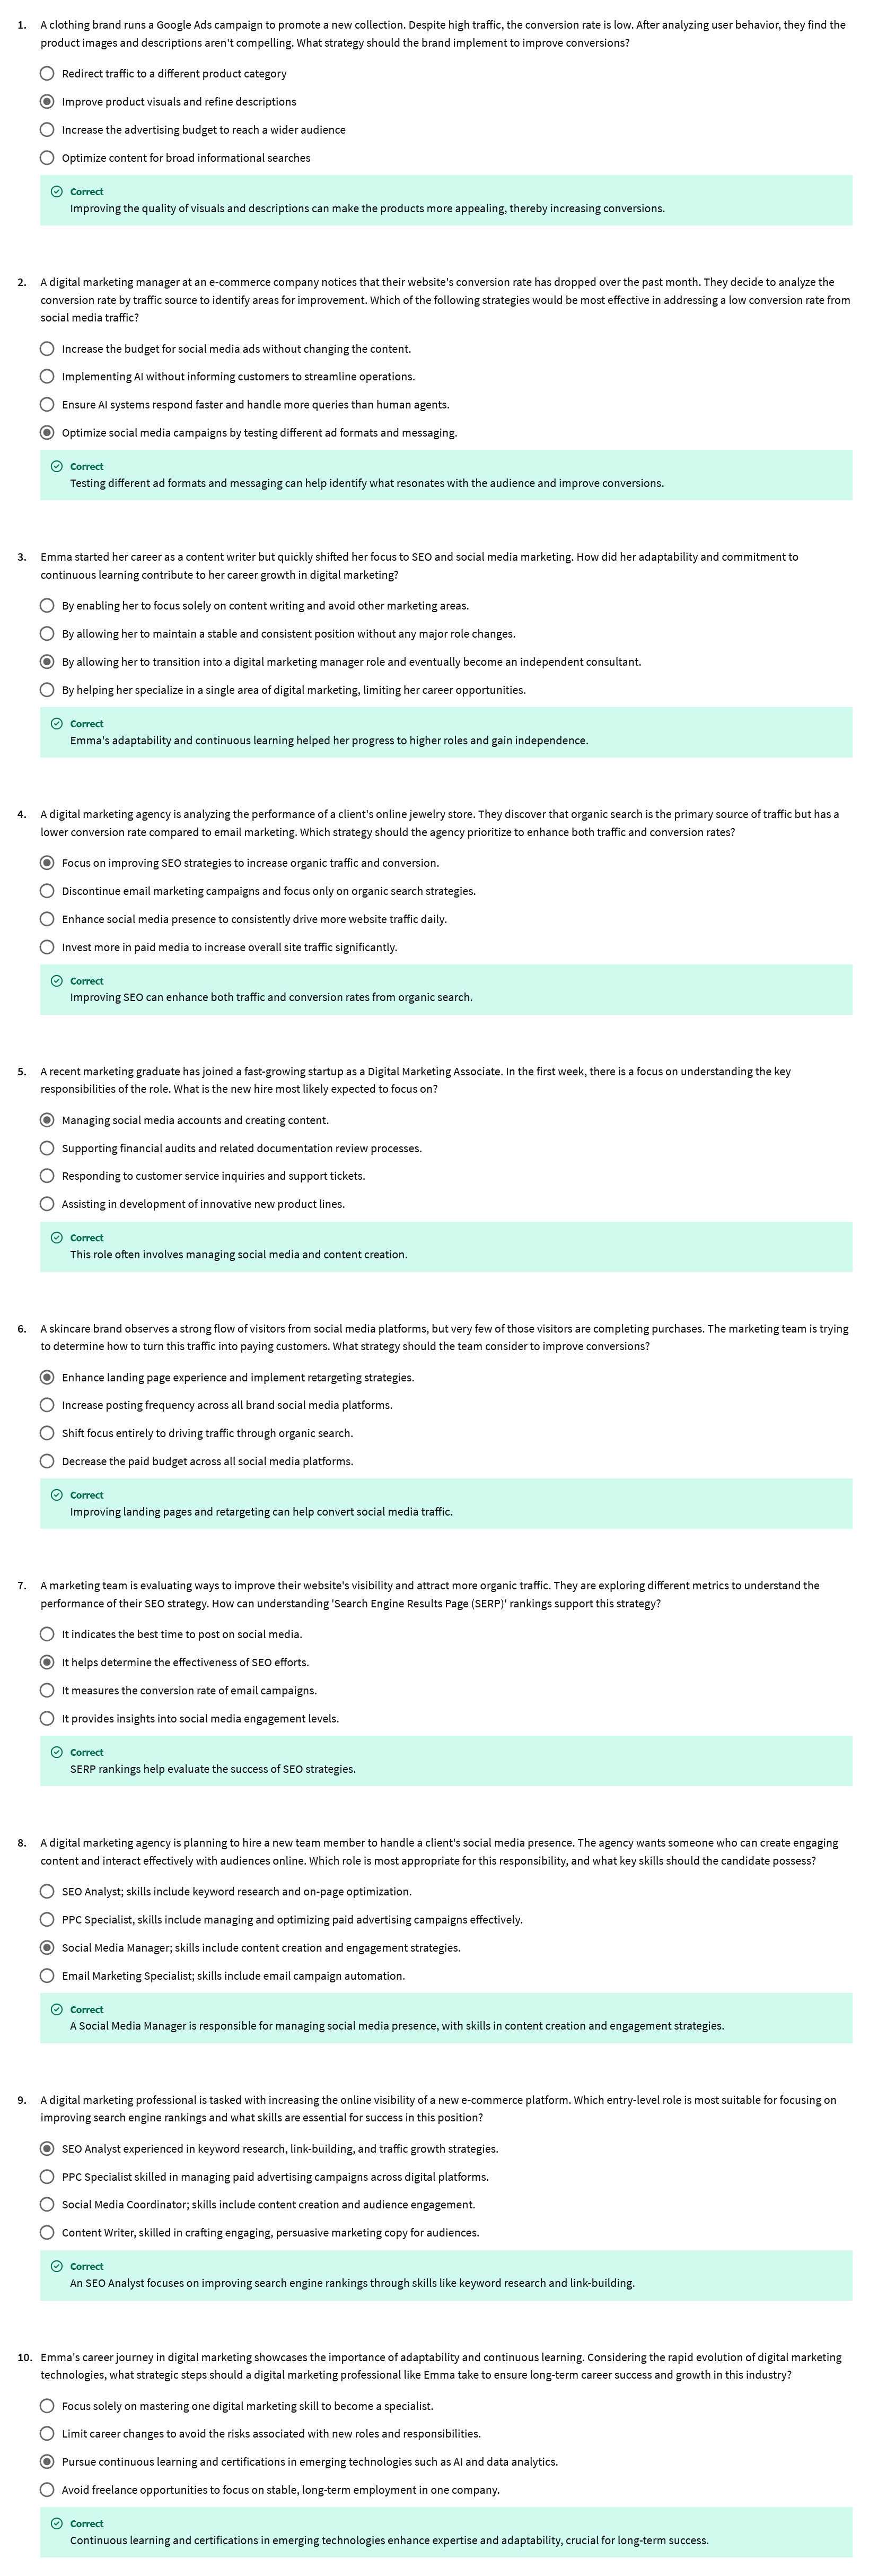 1. A clothing brand runs a Google Ads campaign to promote a new collection. Despite high traffic, the conversion rate is low. After analyzing user behavior, they find the
product images and descriptions aren't compelling. What strategy should the brand implement to improve conversions?
Redirect traffic to a different product category
Improve product visuals and refine descriptions
Increase the advertising budget to reach a wider audience
Optimize content for broad informational searches
Correct
Improving the quality of visuals and descriptions can make the products more appealing, thereby increasing conversions.
2. A digital marketing manager at an e-commerce company notices that their website's conversion rate has dropped over the past month. They decide to analyze the
conversion rate by traffic source to identify areas for improvement. Which of the following strategies would be most effective in addressing a low conversion rate from
social media traffic?
Increase the budget for social media ads without changing the content.
Implementing AI without informing customers to streamline operations.
Ensure AI systems respond faster and handle more queries than human agents.
Optimize social media campaigns by testing different ad formats and messaging.
Correct
Testing different ad formats and messaging can help identify what resonates with the audience and improve conversions.
3. Emma started her career as a content writer but quickly shifted her focus to SEO and social media marketing. How did her adaptability and commitment to
continuous learning contribute to her career growth in digital marketing?
By enabling her to focus solely on content writing and avoid other marketing areas.
By allowing her to maintain a stable and consistent position without any major role changes.
By allowing her to transition into a digital marketing manager role and eventually become an independent consultant.
By helping her specialize in a single area of digital marketing, limiting her career opportunities.
Correct
Emma's adaptability and continuous learning helped her progress to higher roles and gain independence.
4. A digital marketing agency is analyzing the performance of a client's online jewelry store. They discover that organic search is the primary source of traffic but has a
lower conversion rate compared to email marketing. Which strategy should the agency prioritize to enhance both traffic and conversion rates?
Focus on improving SEO strategies to increase organic traffic and conversion.
Discontinue email marketing campaigns and focus only on organic search strategies.
Enhance social media presence to consistently drive more website traffic daily.
Invest more in paid media to increase overall site traffic significantly.
Correct
Improving SEO can enhance both traffic and conversion rates from organic search.
5. A recent marketing graduate has joined a fast-growing startup as a Digital Marketing Associate. In the first week, there is a focus on understanding the key
responsibilities of the role. What is the new hire most likely expected to focus on?
Managing social media accounts and creating content.
Supporting financial audits and related documentation review processes.
Responding to customer service inquiries and support tickets.
Assisting in development of innovative new product lines.
Correct
This role often involves managing social media and content creation.
6. A skincare brand observes a strong flow of visitors from social media platforms, but very few of those visitors are completing purchases. The marketing team is trying
to determine how to turn this traffic into paying customers. What strategy should the team consider to improve conversions?
Enhance landing page experience and implement retargeting strategies.
Increase posting frequency across all brand social media platforms.
Shift focus entirely to driving traffic through organic search.
Decrease the paid budget across all social media platforms.
Correct
Improving landing pages and retargeting can help convert social media traffic.
7. A marketing team is evaluating ways to improve their website's visibility and attract more organic traffic. They are exploring different metrics to understand the
performance of their SEO strategy. How can understanding 'Search Engine Results Page (SERP)' rankings support this strategy?
It indicates the best time to post on social media.
It helps determine the effectiveness of SEO efforts.
It measures the conversion rate of email campaigns.
It provides insights into social media engagement levels.
Correct
SERP rankings help evaluate the success of SEO strategies.
8. A digital marketing agency is planning to hire a new team member to handle a client's social media presence. The agency wants someone who can create engaging
content and interact effectively with audiences online. Which role is most appropriate for this responsibility, and what key skills should the candidate possess?
SEO Analyst; skills include keyword research and on-page optimization.
PPC Specialist, skills include managing and optimizing paid advertising campaigns effectively.
Social Media Manager; skills include content creation and engagement strategies.
Email Marketing Specialist; skills include email campaign automation.
Correct
A Social Media Manager is responsible for managing social media presence, with skills in content creation and engagement strategies.
9. A digital marketing professional is tasked with increasing the online visibility of a new e-commerce platform. Which entry-level role is most suitable for focusing on
improving search engine rankings and what skills are essential for success in this position?
SEO Analyst experienced in keyword research, link-building, and traffic growth strategies.
PPC Specialist skilled in managing paid advertising campaigns across digital platforms.
Social Media Coordinator; skills include content creation and audience engagement.
Content Writer, skilled in crafting engaging, persuasive marketing copy for audiences.
Correct
An SEO Analyst focuses on improving search engine rankings through skills like keyword research and link-building.
10. Emma's career journey in digital marketing showcases the importance of adaptability and continuous learning. Considering the rapid evolution of digital marketing
technologies, what strategic steps should a digital marketing professional like Emma take to ensure long-term career success and growth in this industry?
Focus solely on mastering one digital marketing skill to become a specialist.
Limit career changes to avoid the risks associated with new roles and responsibilities.
Pursue continuous learning and certifications in emerging technologies such as AI and data analytics.
Avoid freelance opportunities to focus on stable, long-term employment in one company.
Correct
Continuous learning and certifications in emerging technologies enhance expertise and adaptability, crucial for long-term success.